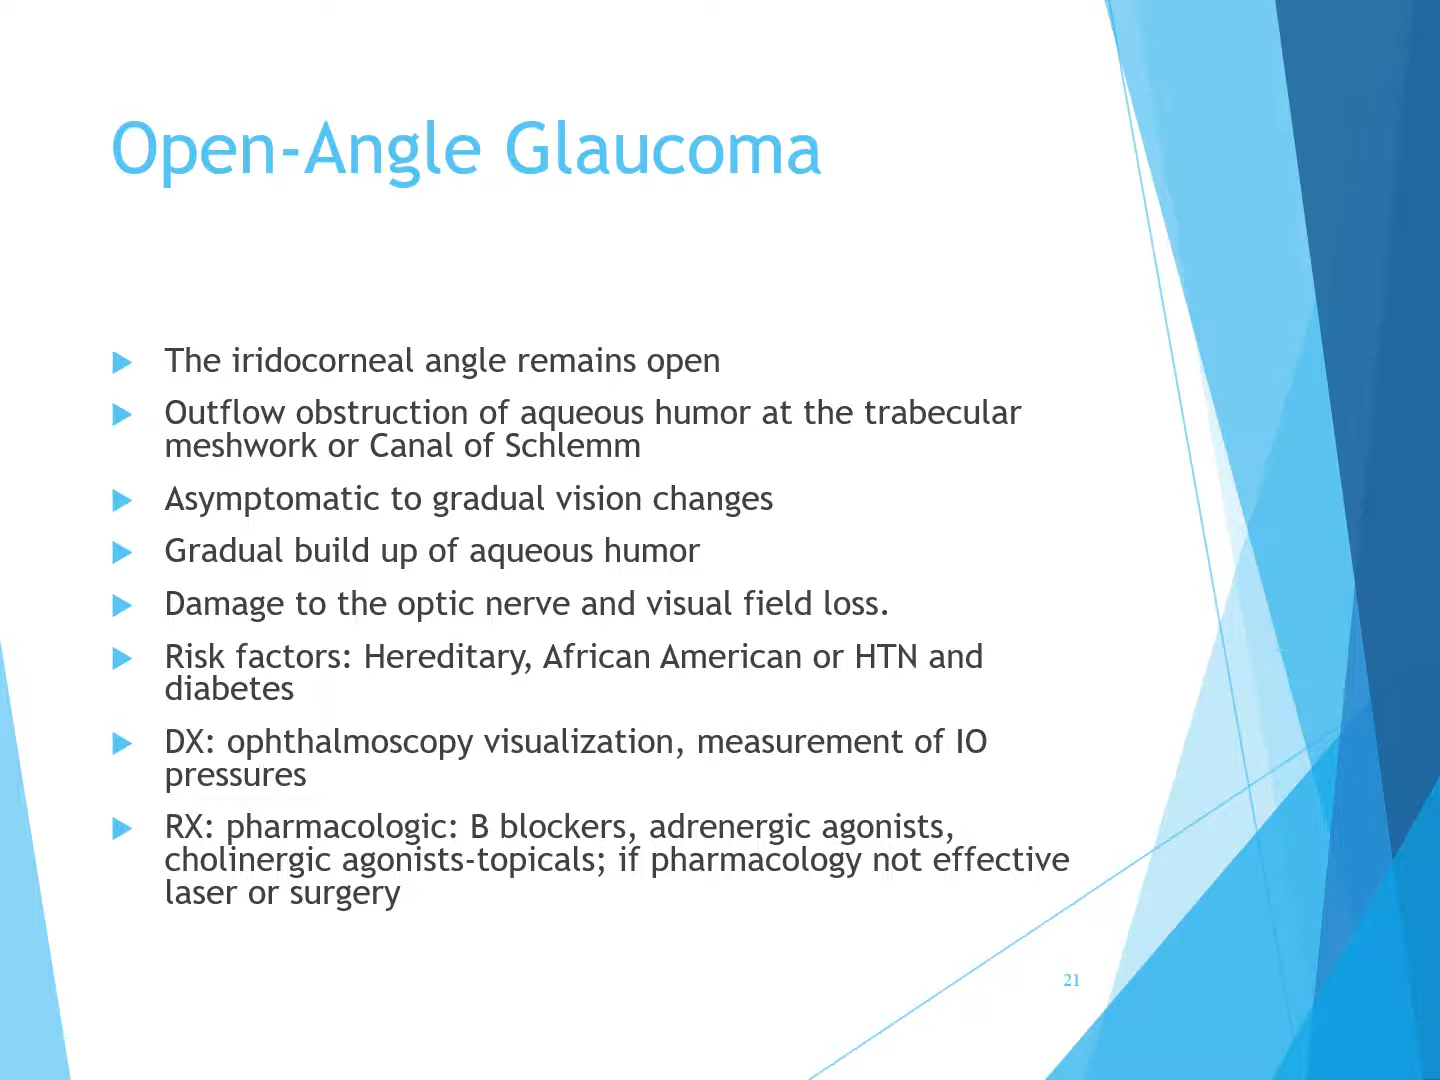 Open-Angle Glaucoma
The iridocorneal angle remains open
Outflow obstruction of aqueous humor at the trabecular
meshwork or Canal of Schlemm
Asymptomatic to gradual vision changes
Gradual build up of aqueous humor
Damage to the optic nerve and visual field loss.
Risk factors: Hereditary, African American or HTN and
diabetes
DX: ophthalmoscopy visualization, measurement of IO
pressures
RX: pharmacologic: B blockers, adrenergic agonists,
cholinergic agonists-topicals; if pharmacology not effective
laser or surgery
21